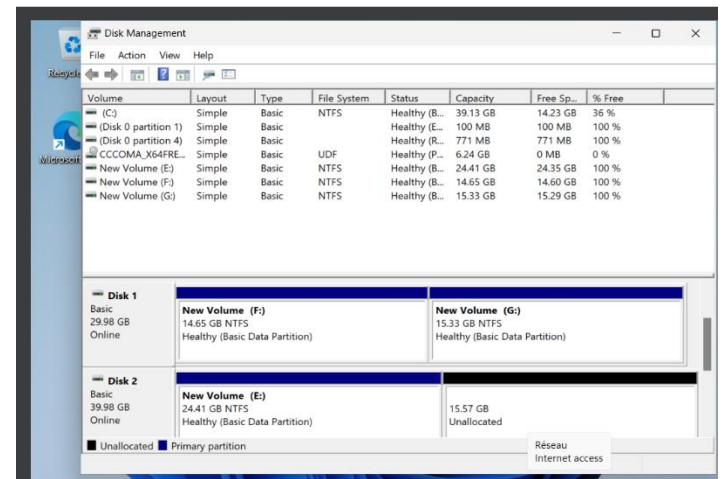 Disk Management
File Action View Help
Recycle
Volume Layout Type File System Status Capacity Free Sp... % Free
(C:) Simple Basic NTFS Healthy (B... 39.13 GB 14.23 GB 36 %
(Disk 0 partition 1) Simple Basic Healthy (E... 100 MB 100 MB 100 %
(Disk 0 partition 4) Simple Basic Healthy (R... 771 MB 771 MB 100 %
CCCOMA_X64FRE... Simple Basic UDF Healthy (P... 6.24 GB 0 MB 0 %
New Volume (E:) Simple Basic NTFS Healthy (B... 24.41 GB 24.35 GB 100 %
New Volume (F:) Simple Basic NTFS Healthy (B... 14.65 GB 14.60 GB 100 %
New Volume (G:) Simple Basic NTFS Healthy (B... 15.33 GB 15.29 GB 100 %
Microsoft
Disk 1
Basic
29.98 GB
Online
New Volume (F:)
14.65 GB NTFS
Healthy (Basic Data Partition)
New Volume (G:)
15.33 GB NTFS
Healthy (Basic Data Partition)
Disk 2
Basic
39.98 GB
Online
New Volume (E:)
24.41 GB NTFS
Healthy (Basic Data Partition)
15.57 GB
Unallocated
Unallocated Primary partition
Réseau
Internet access